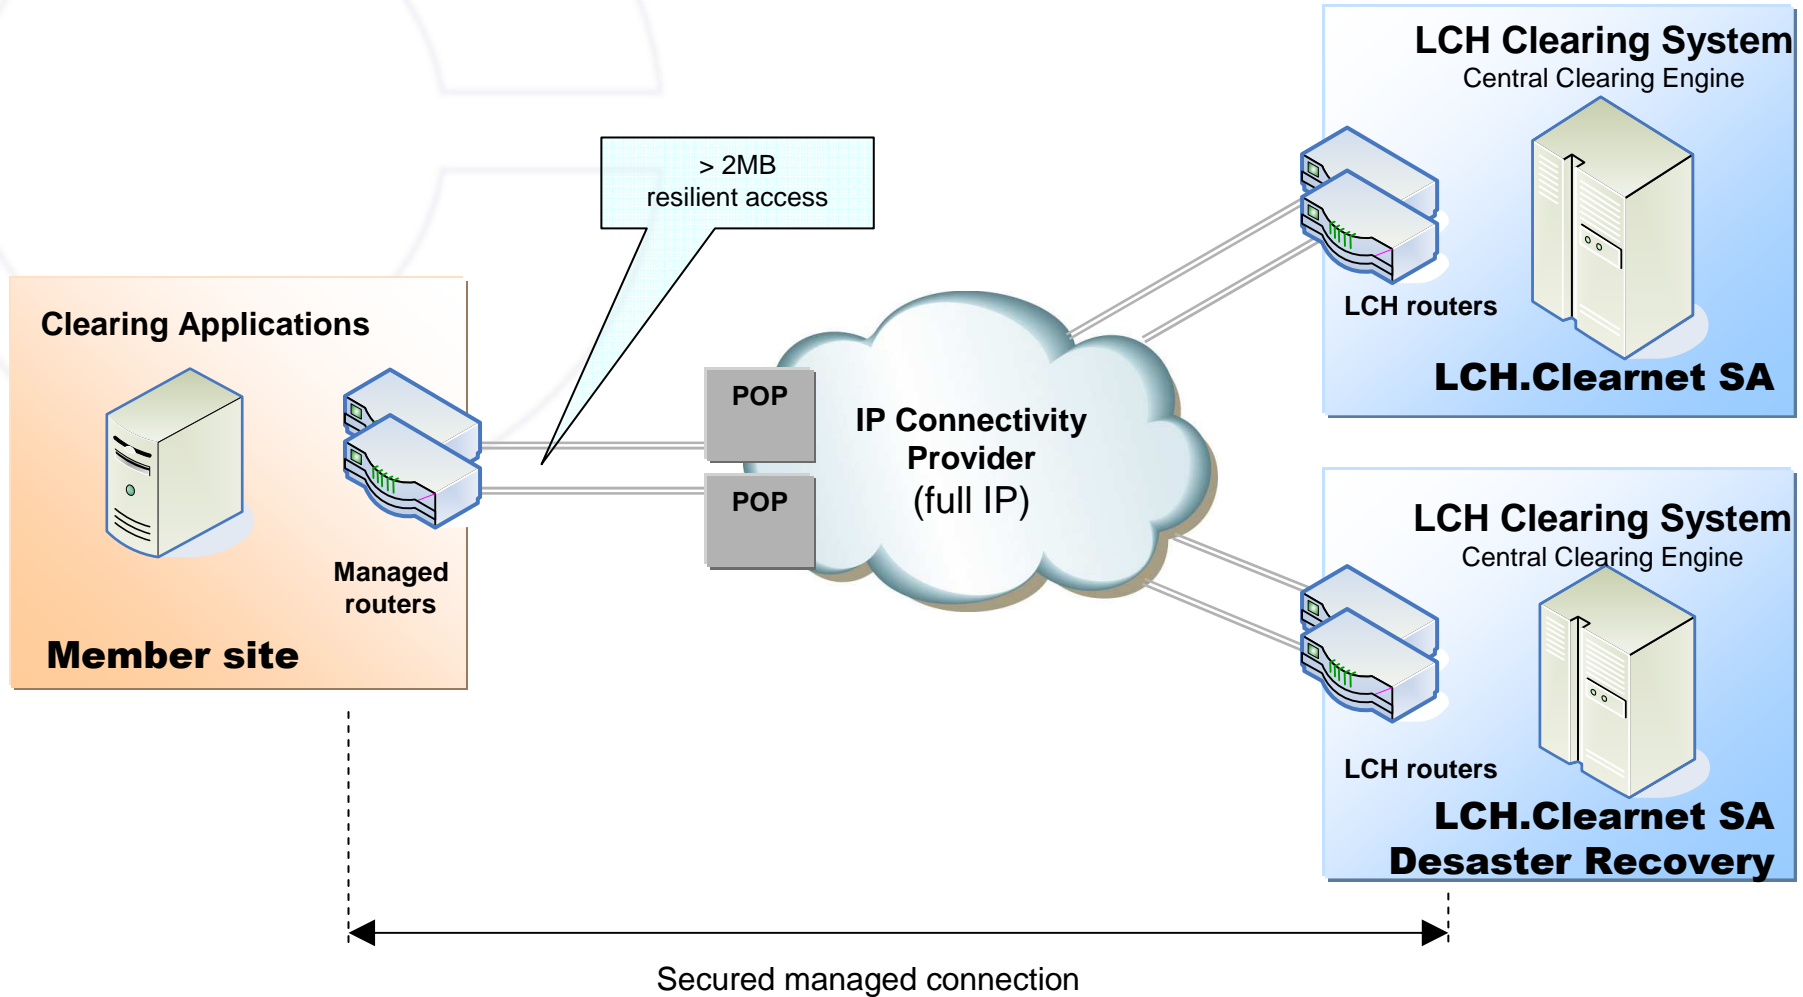 LCH Clearing System
Central Clearing Engine
> 2MB
resilient access
LCH routers
LCH.Clearnet SA
Clearing Applications
Managed
routers
Member site
POP
POP
IP Connectivity
Provider
(full IP)
LCH Clearing System
Central Clearing Engine
LCH routers
LCH.Clearnet SA
Desaster Recovery
Secured managed connection